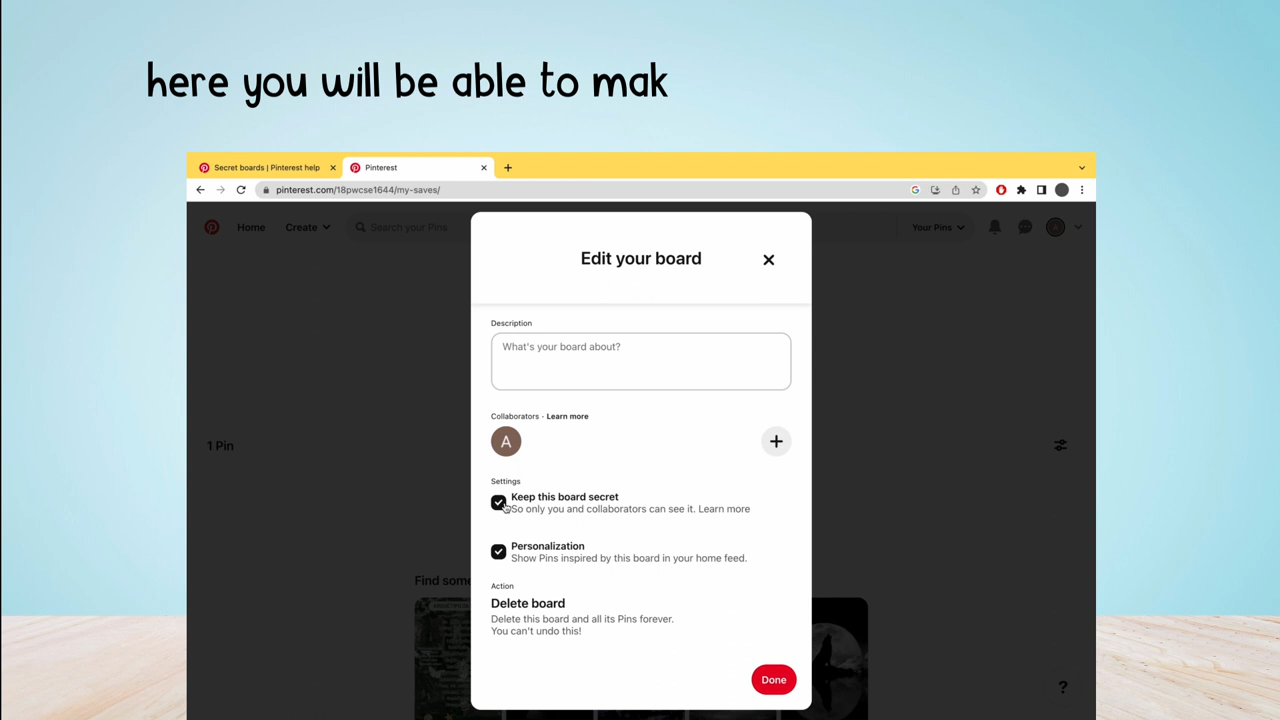 here you will be able to mak
Secret boards | Pinterest help
Pinterest
pinterest.com/18pwcse1644/my-saves/
Home
Create
Search your Pins
Your Pins
Edit your board
Description
What's your board about?
Collaborators · Learn more
A
1 Pin
Settings
Keep this board secret
So only you and collaborators can see it. Learn more
Personalization
Show Pins inspired by this board in your home feed.
Find some
Action
Delete board
Delete this board and all its Pins forever.
You can't undo this!
Done
?